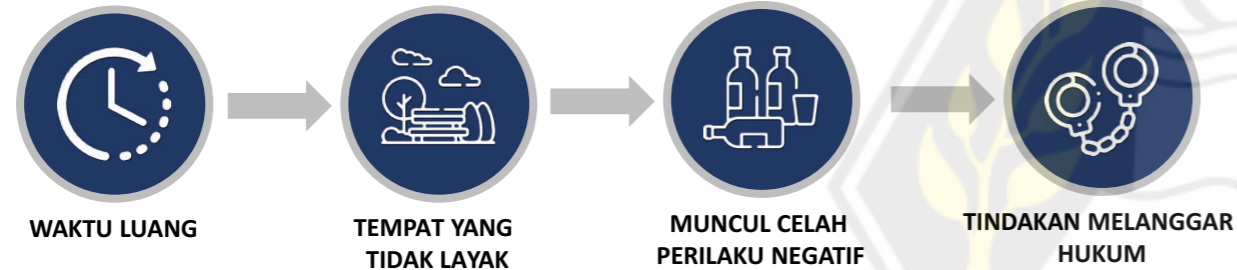 WAKTU LUANG
TEMPAT YANG
TIDAK LAYAK
MUNCUL CELAH
PERILAKU NEGATIF
TINDAKAN MELANGGAR
HUKUM